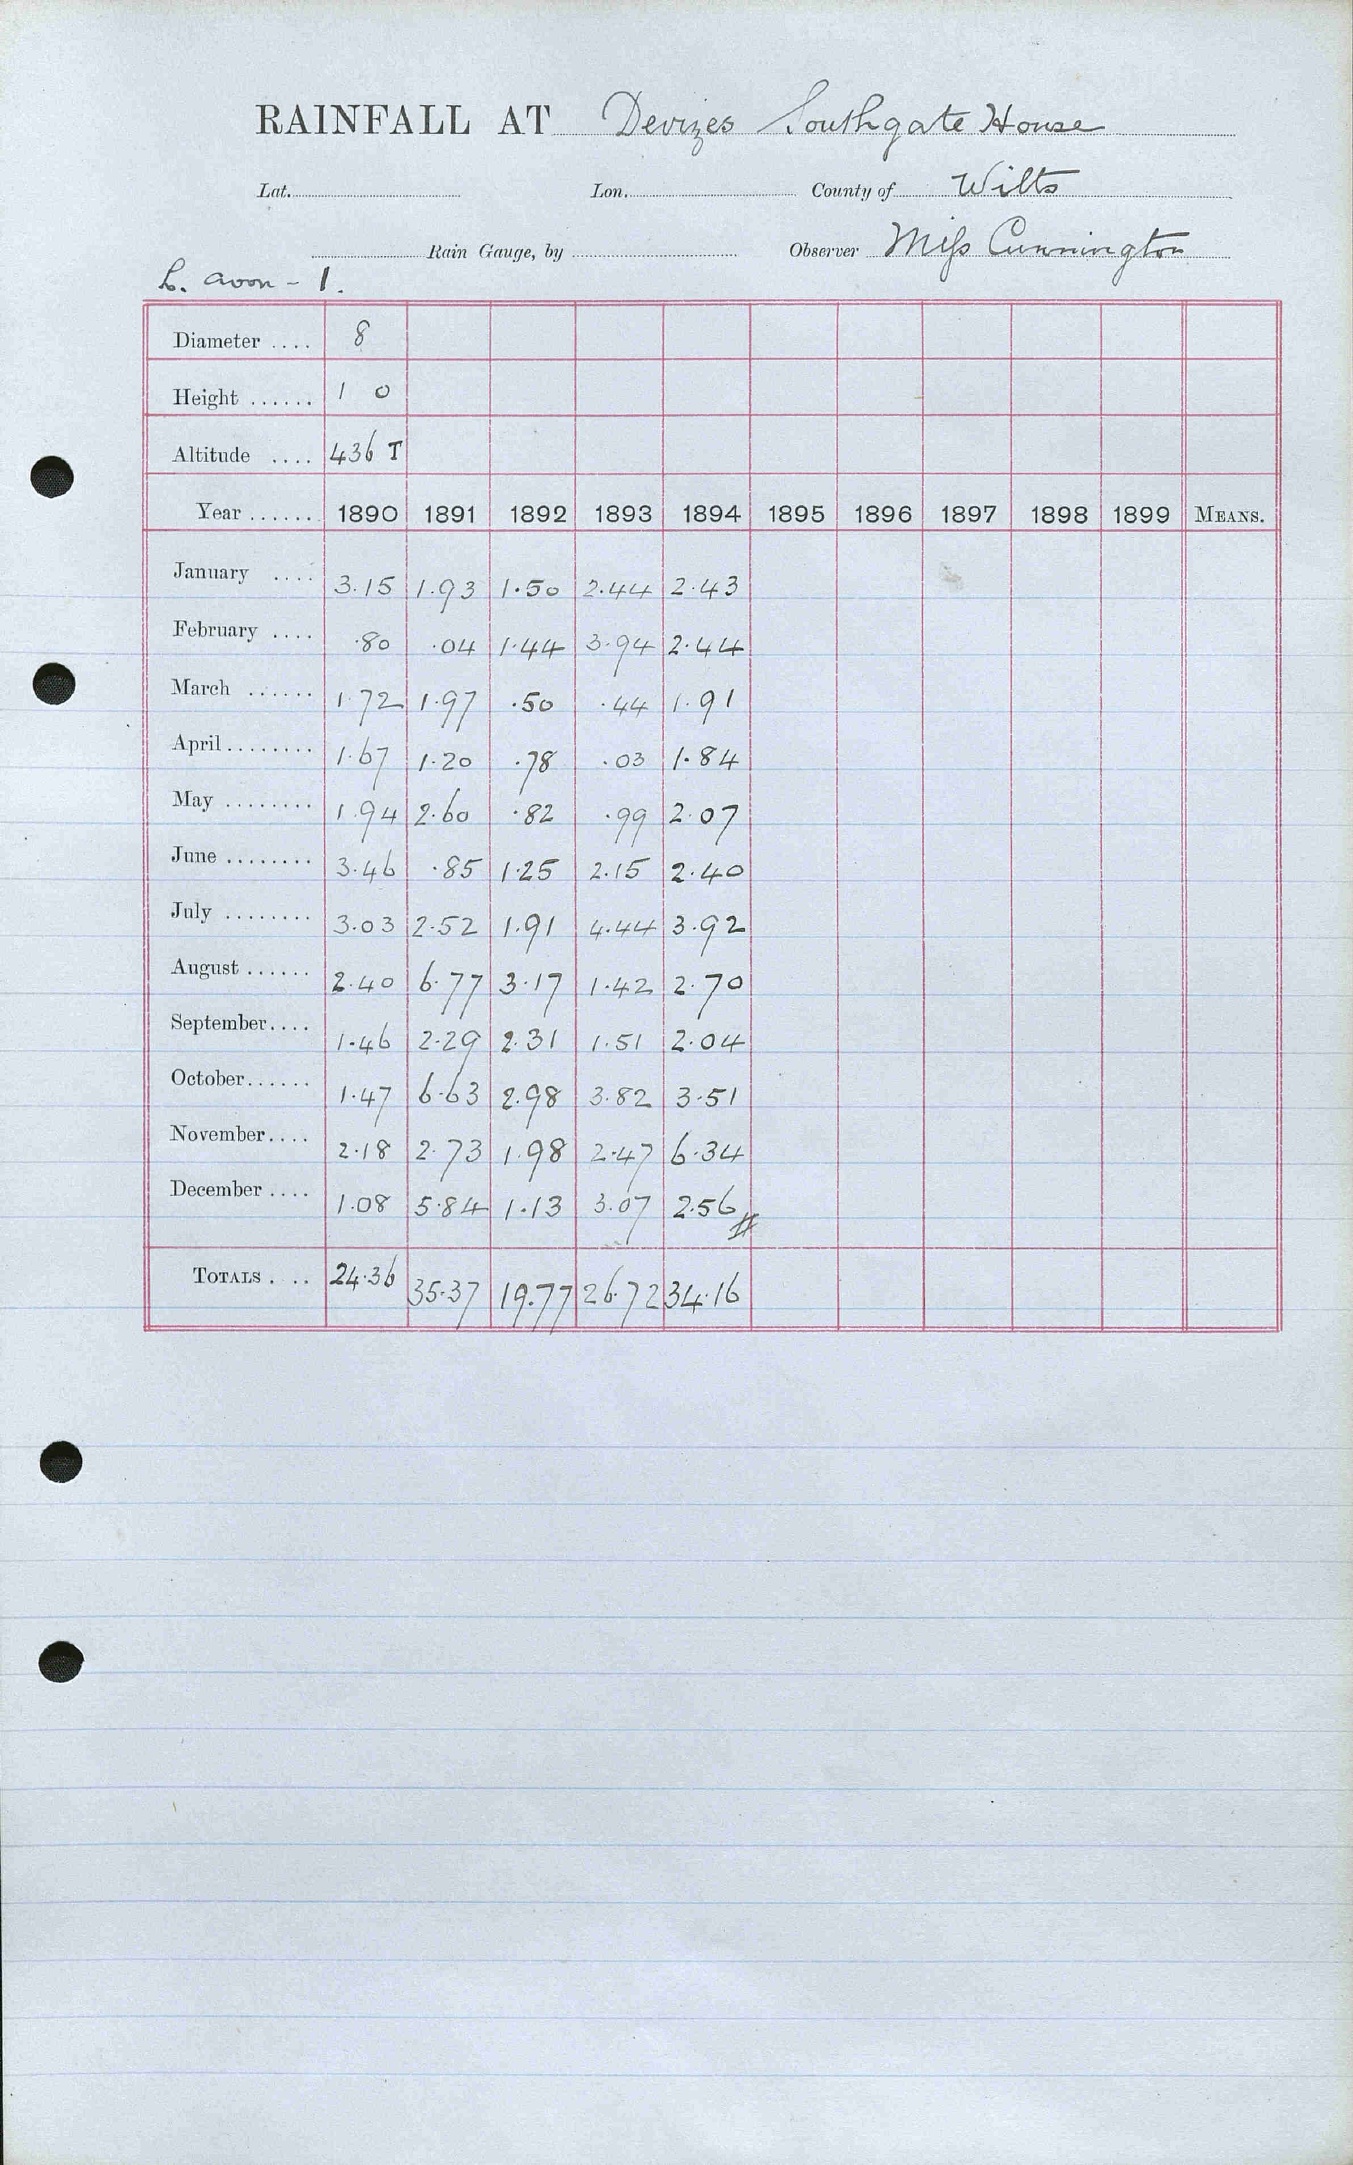 RAINFALL AT Devizes Southgate House
Lat. Lon. County of Wilts
Rain Gauge, by Observer Miss Cunnington
L. Avon - 1.
Diameter .... 8
Height ...... 1 0
Altitude .... 436 T
Year ...... 1890 1891 1892 1893 1894 1895 1896 1897 1898 1899 MEANS.
January .... 3.15 1.93 1.50 2.44 2.43
February .... .80 .04 1.44 3.94 2.44
March ...... 1.72 1.97 .50 .44 1.91
April ........ 1.67 1.20 .78 .03 1.84
May ........ 1.94 2.60 .82 .99 2.07
June ........ 3.46 .85 1.25 2.15 2.40
July ........ 3.03 2.52 1.91 4.44 3.92
August ...... 2.40 6.77 3.17 1.42 2.70
September.... 1.46 2.29 2.31 1.51 2.04
October...... 1.47 6.63 2.98 3.82 3.51
November.... 2.18 2.73 1.98 2.47 6.34
December .... 1.08 5.84 1.13 3.07 2.56 #
TOTALS . .. 24.36 35.37 19.77 26.72 34.16